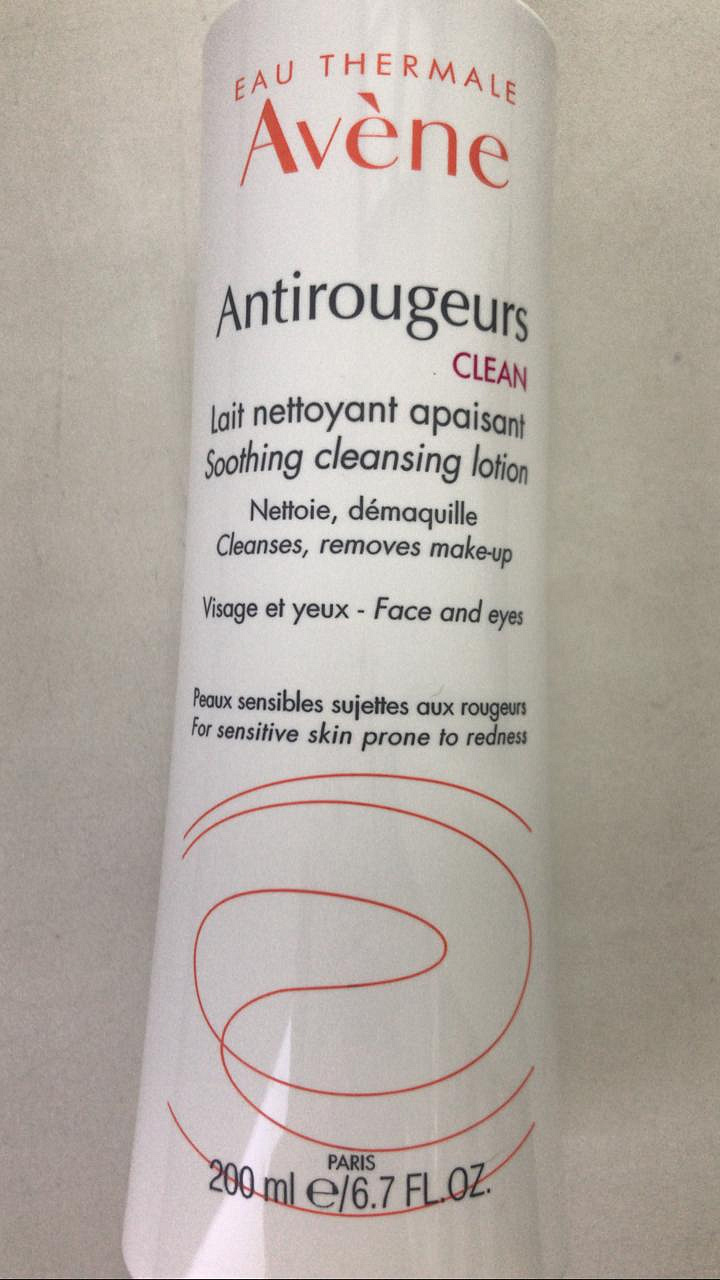 EAU THERMALE
Avène
Antirougeurs
CLEAN
Lait nettoyant apaisant
Soothing cleansing lotion
Nettoie, démaquille
Cleanses, removes make-up
Visage et yeux - Face and eyes
Peaux sensibles sujettes aux rougeurs
For sensitive skin prone to redness
PARIS
200 ml e/6.7 FL.OZ.